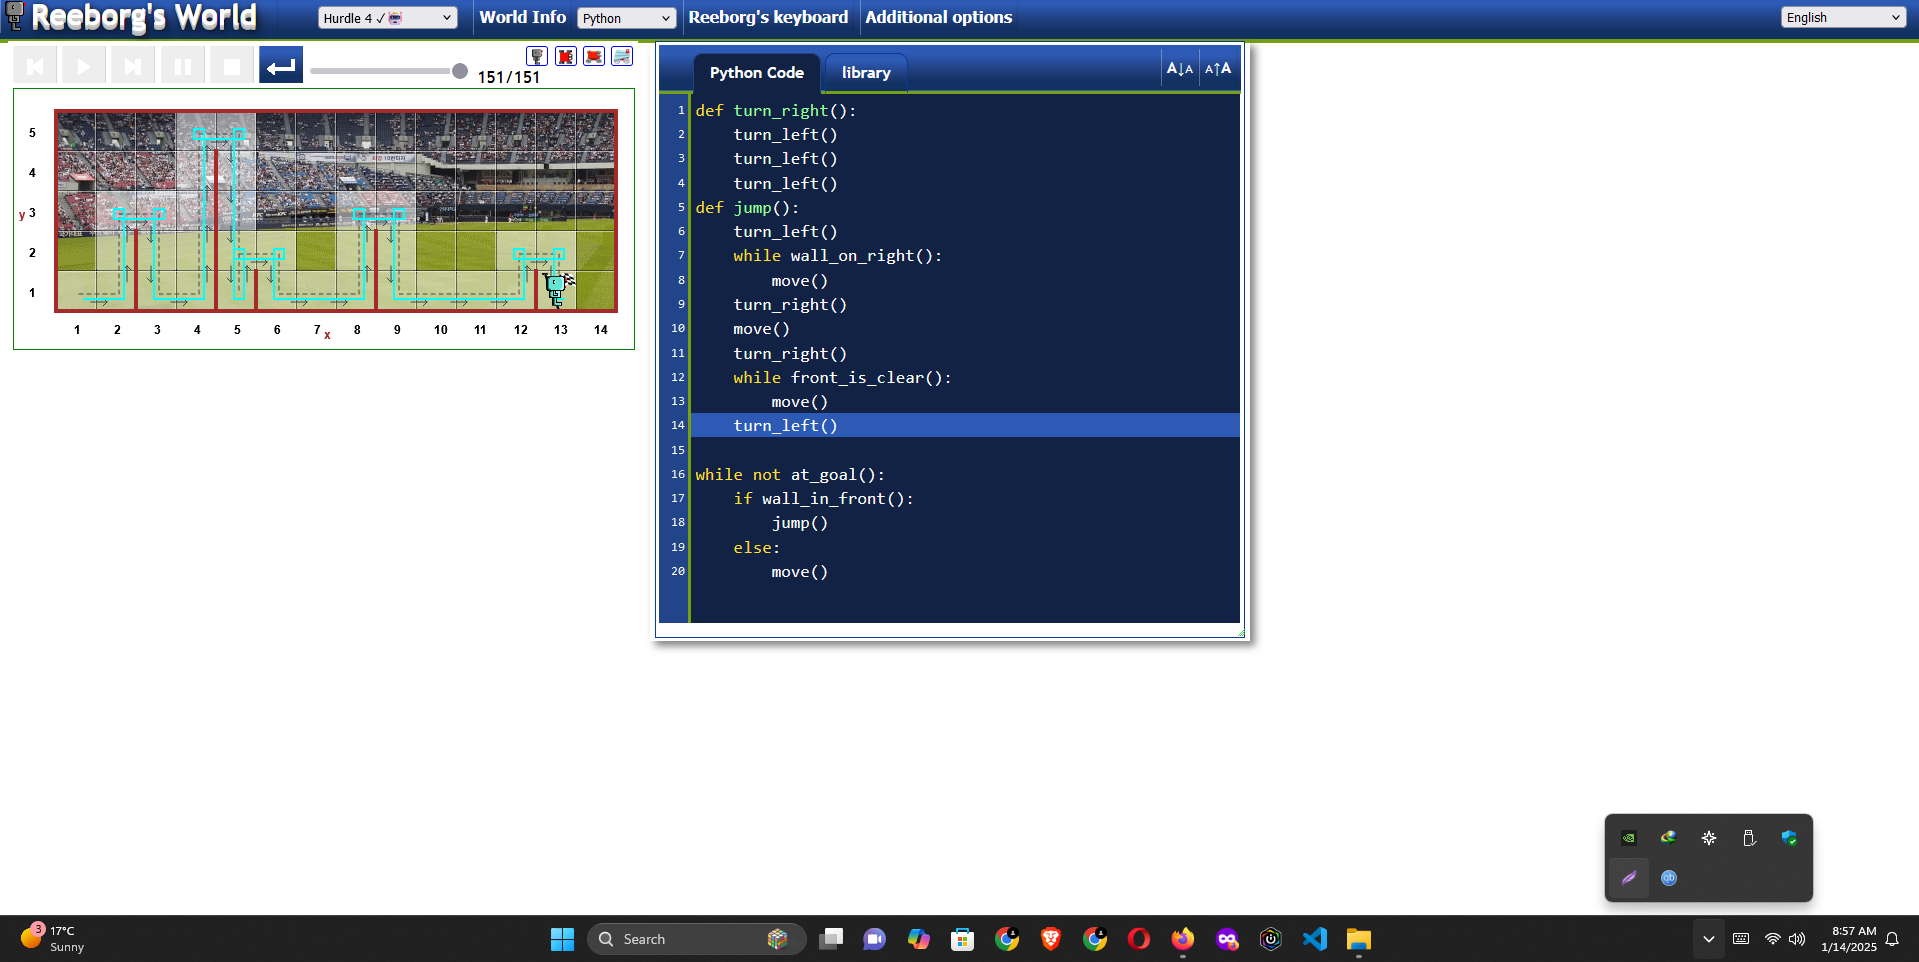 Reeborg's World
Hurdle 4 ✓
World Info
Python
Reeborg's keyboard
Additional options
English
151/151
Python Code
library
A↓A
A↑A
5
4
y 3
2
1
1 2 3 4 5 6 7 x 8 9 10 11 12 13 14
1 def turn_right():
2     turn_left()
3     turn_left()
4     turn_left()
5 def jump():
6     turn_left()
7     while wall_on_right():
8         move()
9     turn_right()
10     move()
11     turn_right()
12     while front_is_clear():
13         move()
14     turn_left()
15
16 while not at_goal():
17     if wall_in_front():
18         jump()
19     else:
20         move()
qb
3
17°C
Sunny
Search
8:57 AM
1/14/2025